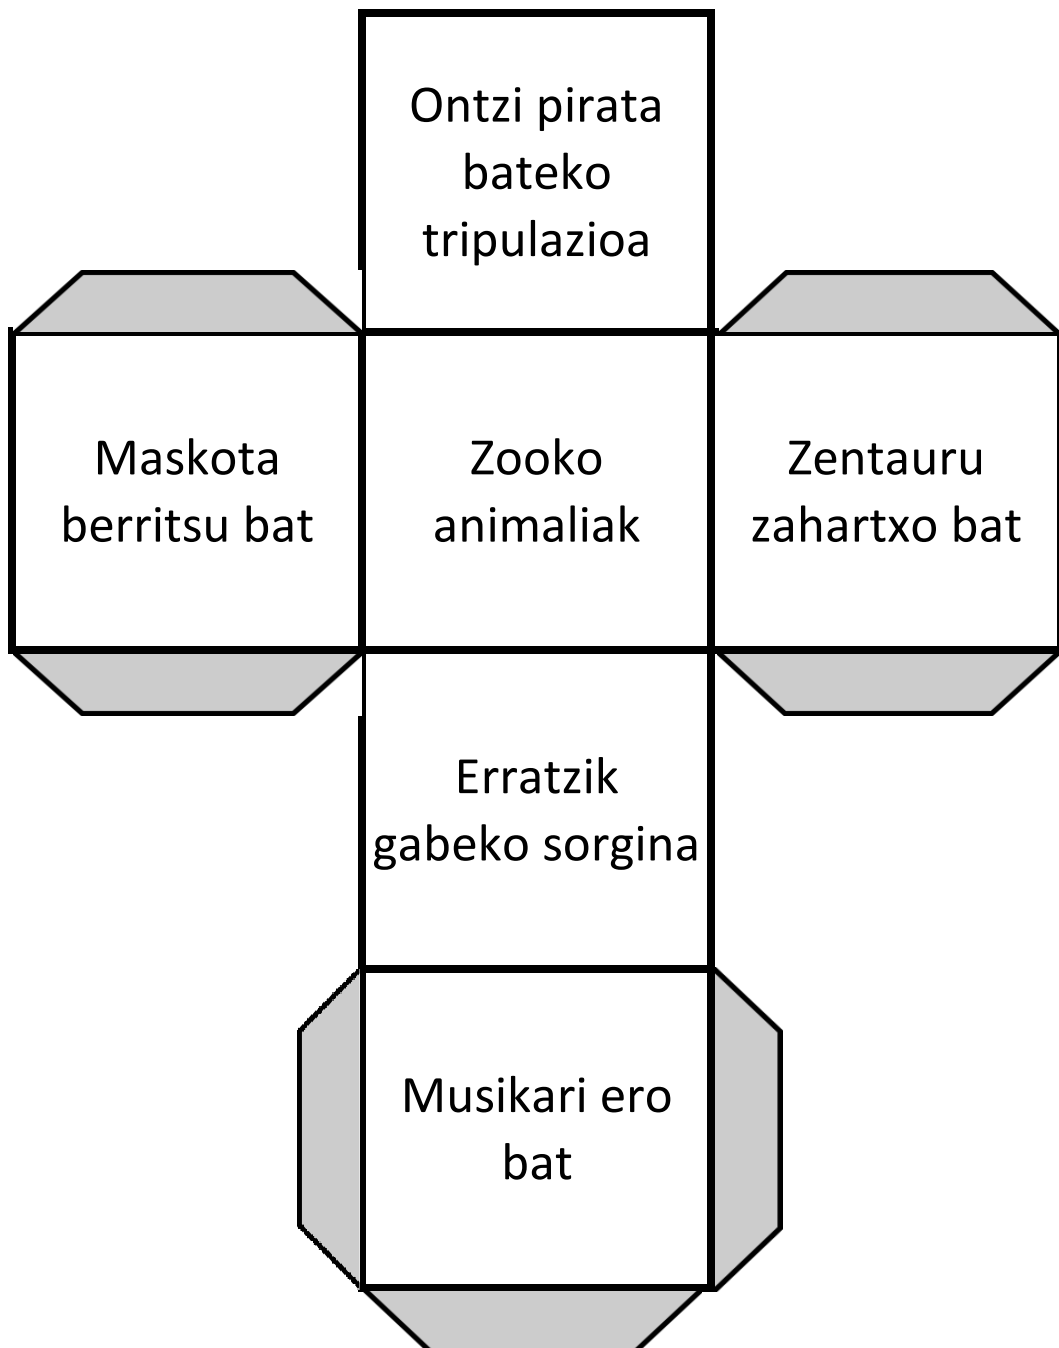 Ontzi pirata
bateko
tripulazioa
Maskota
berritsu bat
Zooko
animaliak
Zentauru
zahartxo bat
Erratzik
gabeko sorgina
Musikari ero
bat